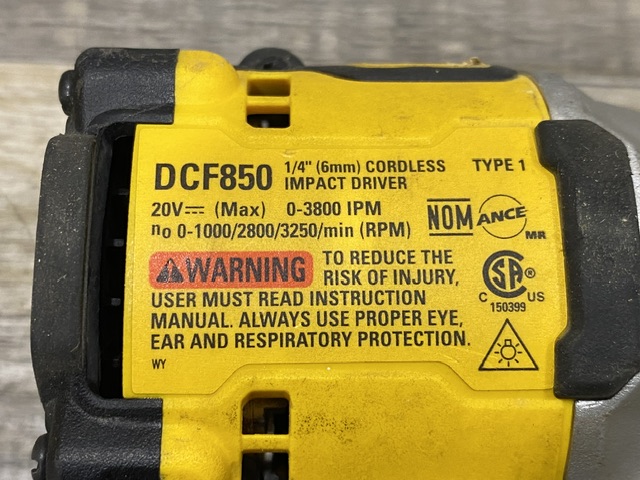 DCF850 1/4" (6mm) CORDLESS IMPACT DRIVER TYPE 1
20V⎓ (Max) 0-3800 IPM
no 0-1000/2800/3250/min (RPM)
NOM ANCE MR
WARNING TO REDUCE THE
RISK OF INJURY,
USER MUST READ INSTRUCTION
MANUAL. ALWAYS USE PROPER EYE,
EAR AND RESPIRATORY PROTECTION.
WY
C SA ® US
150399